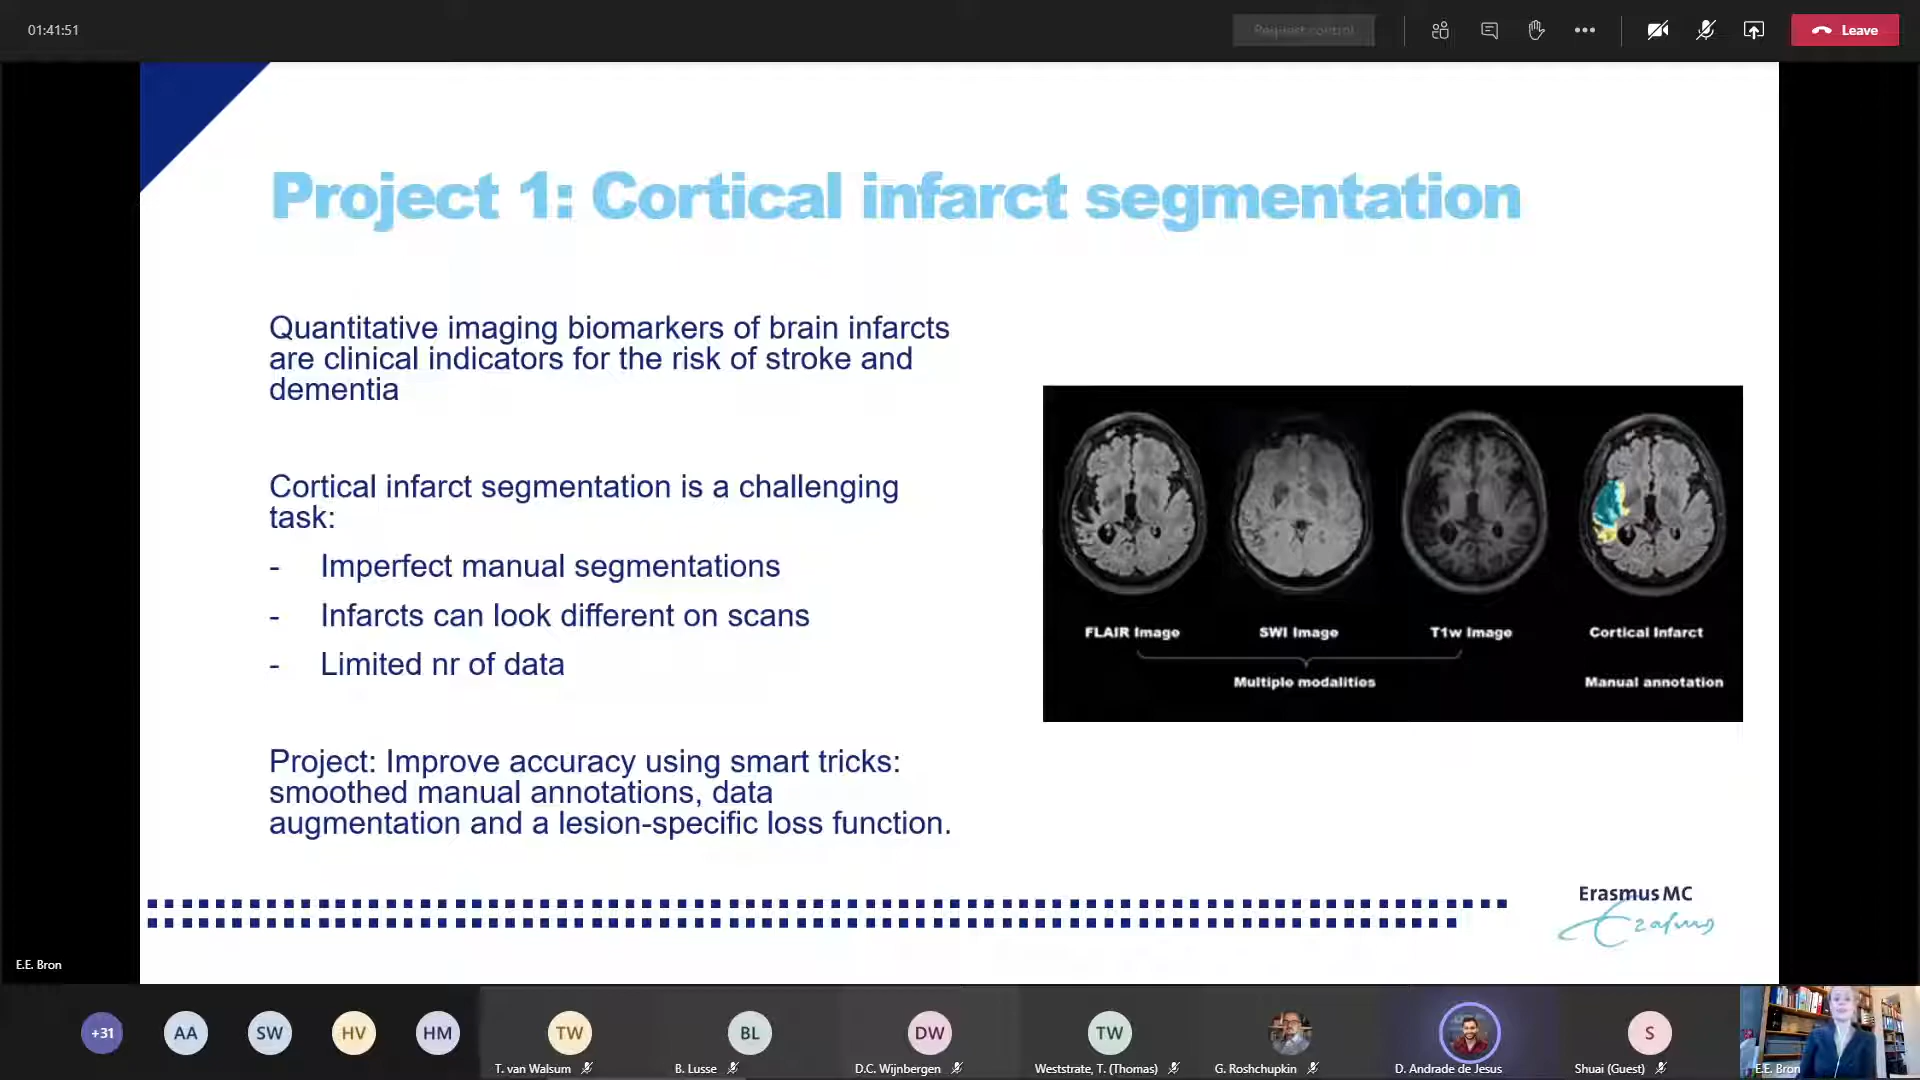 01:41:51
Request control
Leave
Project 1: Cortical infarct segmentation
Quantitative imaging biomarkers of brain infarcts
are clinical indicators for the risk of stroke and
dementia
Cortical infarct segmentation is a challenging
task:
- Imperfect manual segmentations
- Infarcts can look different on scans
- Limited nr of data
Project: Improve accuracy using smart tricks:
smoothed manual annotations, data
augmentation and a lesion-specific loss function.
FLAIR Image
SWI Image
T1w Image
Cortical Infarct
Multiple modalities
Manual annotation
Erasmus MC
Erasmus
E.E. Bron
+31
AA
SW
HV
HM
TW
BL
DW
TW
S
T. van Walsum
B. Lusse
D.C. Wijnbergen
Weststrate, T. (Thomas)
G. Roshchupkin
D. Andrade de Jesus
Shuai (Guest)
E.E. Bron